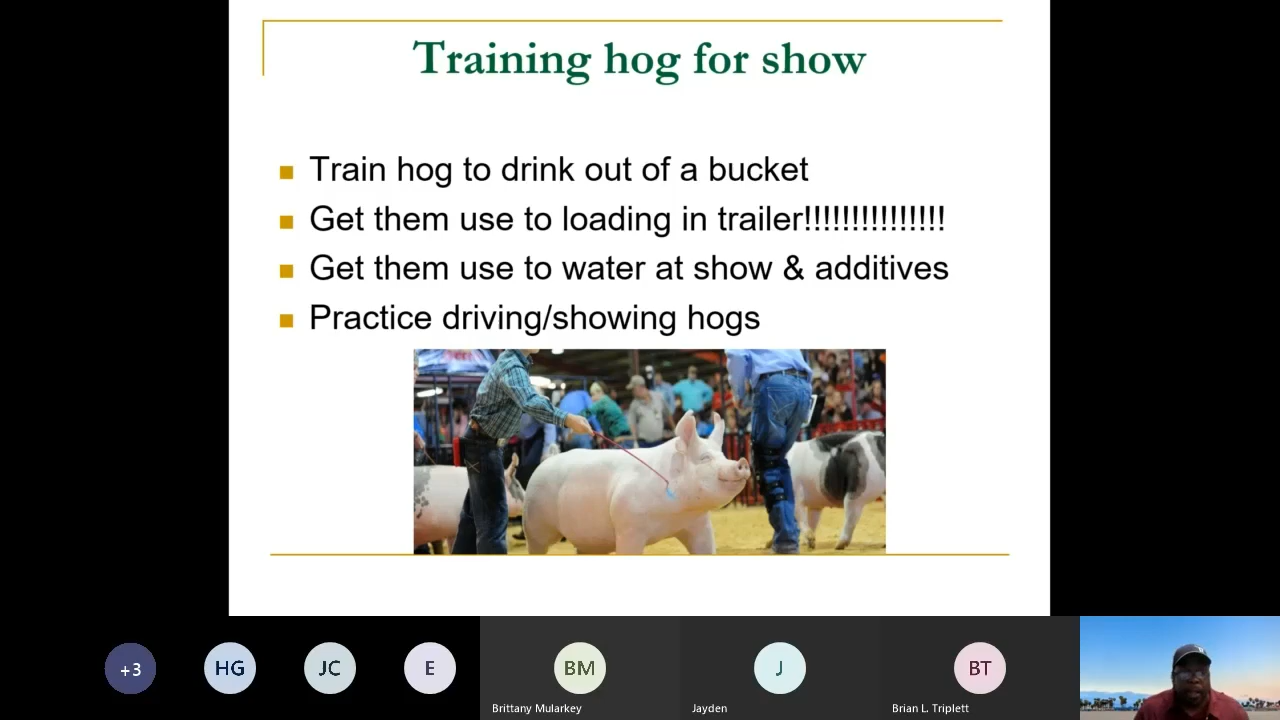 Training hog for show
Train hog to drink out of a bucket
Get them use to loading in trailer!!!!!!!!!!!!!!!
Get them use to water at show & additives
Practice driving/showing hogs
+3
HG
JC
E
BM
J
BT
Brittany Mularkey
Jayden
Brian L. Triplett